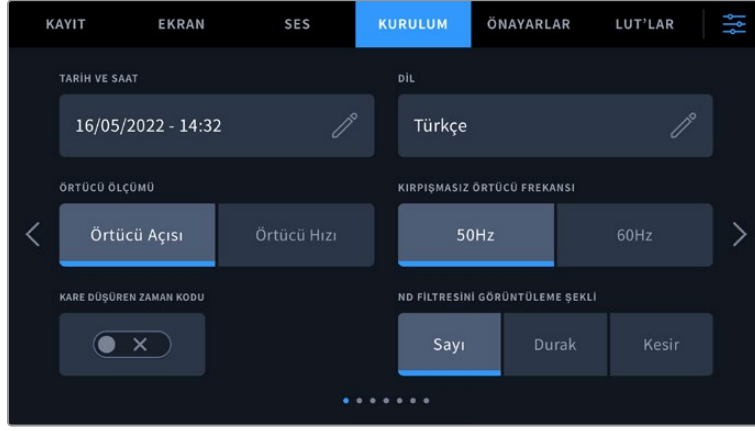 KAYIT EKRAN SES KURULUM ÖNAYARLAR LUT’LAR
TARİH VE SAAT
16/05/2022 - 14:32
DİL
Türkçe
ÖRTÜCÜ ÖLÇÜMÜ
Örtücü Açısı Örtücü Hızı
KIRPIŞMASIZ ÖRTÜCÜ FREKANSI
50Hz 60Hz
KARE DÜŞÜREN ZAMAN KODU
ND FİLTRESİNİ GÖRÜNTÜLEME ŞEKLİ
Sayı Durak Kesir